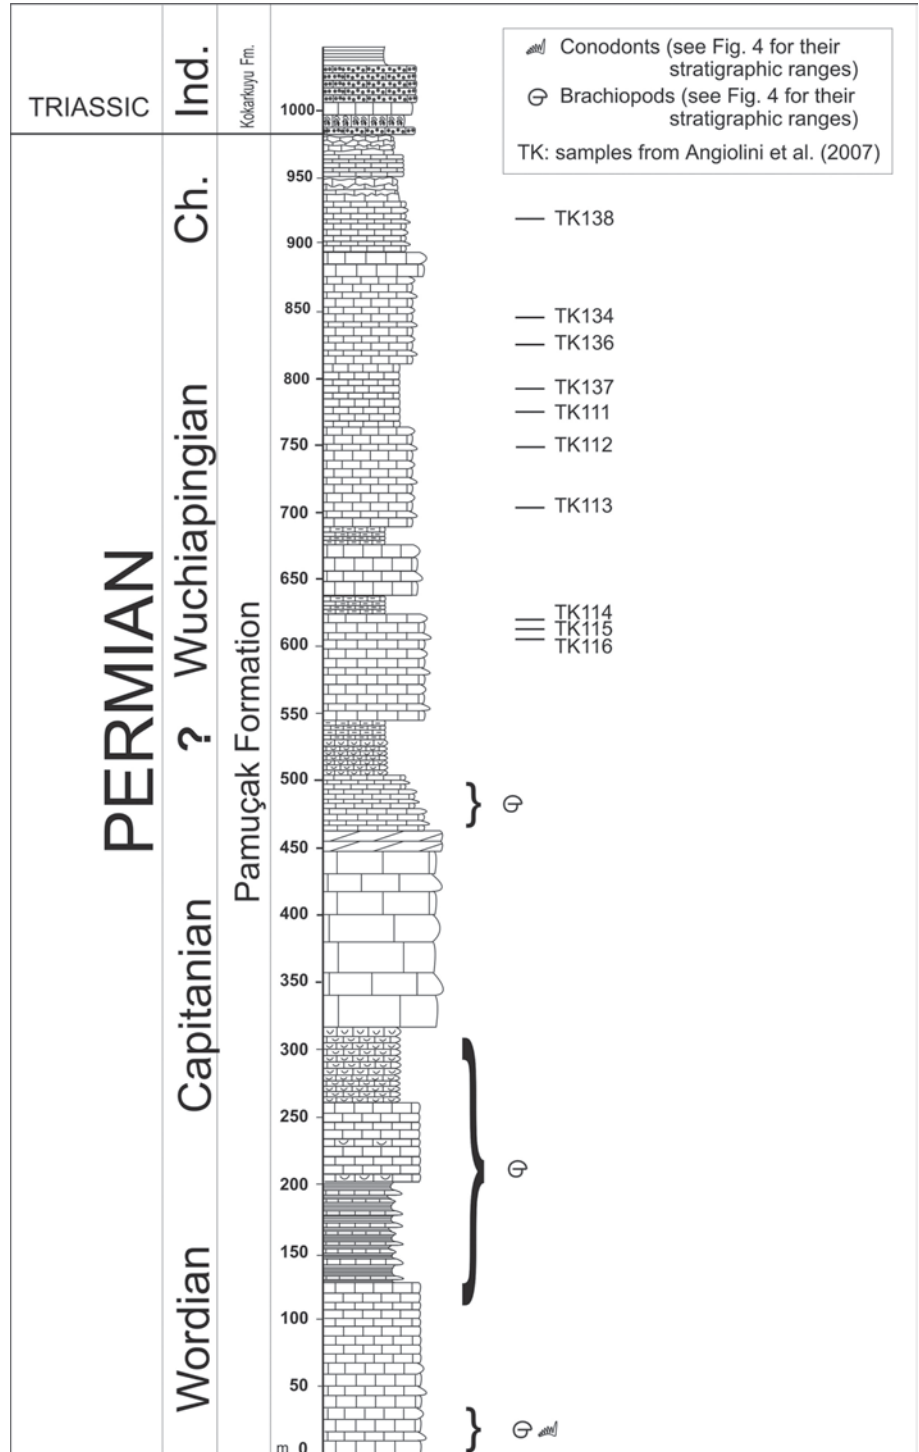 Conodonts (see Fig. 4 for their
stratigraphic ranges)
Brachiopods (see Fig. 4 for their
stratigraphic ranges)
TK: samples from Angiolini et al. (2007)
TRIASSIC
PERMIAN
Ind.
Ch.
Wuchiapingian
?
Capitanian
Wordian
Kokarkuyu Fm.
Pamuçak Formation
1000
950
900
850
800
750
700
650
600
550
500
450
400
350
300
250
200
150
100
50
m 0
TK138
TK134
TK136
TK137
TK111
TK112
TK113
TK114
TK115
TK116